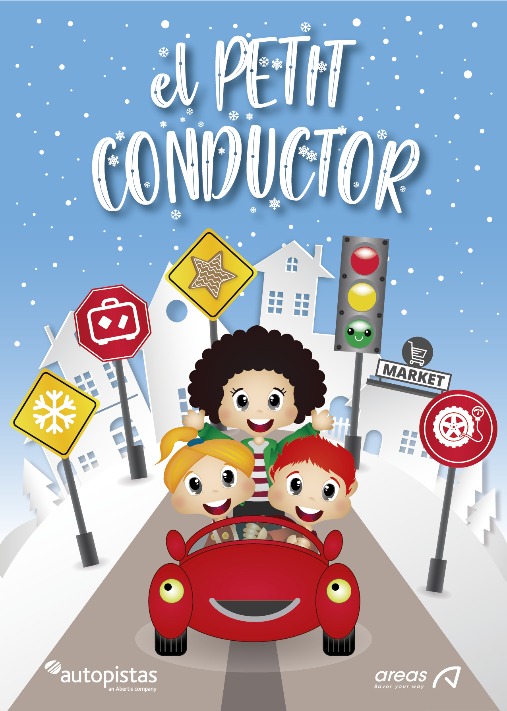 el PETIT
CONDUCTOR
MARKET
autopistas
an Abertis company
areas
flavor your way